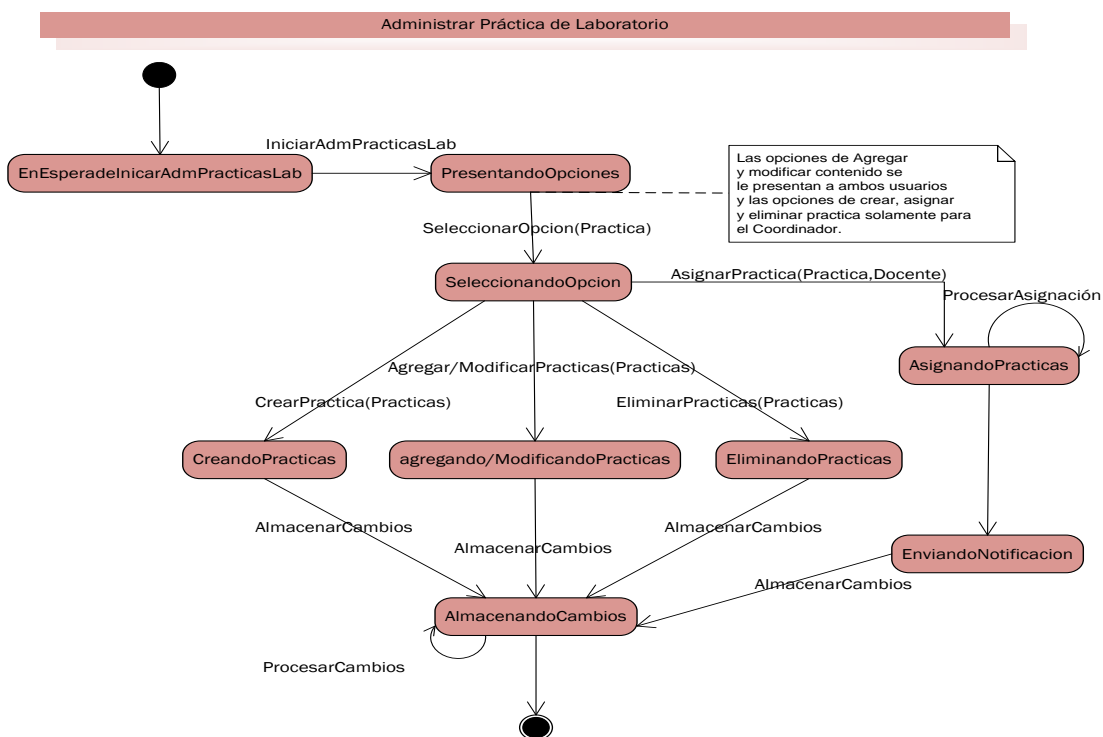 Administrar Práctica de Laboratorio
IniciarAdmPracticasLab
EnEsperadeInicarAdmPracticasLab
PresentandoOpciones
Las opciones de Agregar
y modificar contenido se
le presentan a ambos usuarios
y las opciones de crear, asignar
y eliminar practica solamente para
el Coordinador.
SeleccionarOpcion(Practica)
SeleccionandoOpcion
AsignarPractica(Practica,Docente)
ProcesarAsignación
AsignandoPracticas
Agregar/ModificarPracticas(Practicas)
CrearPractica(Practicas)
EliminarPracticas(Practicas)
CreandoPracticas
agregando/ModificandoPracticas
EliminandoPracticas
AlmacenarCambios
AlmacenarCambios
AlmacenarCambios
EnviandoNotificacion
AlmacenarCambios
AlmacenandoCambios
ProcesarCambios